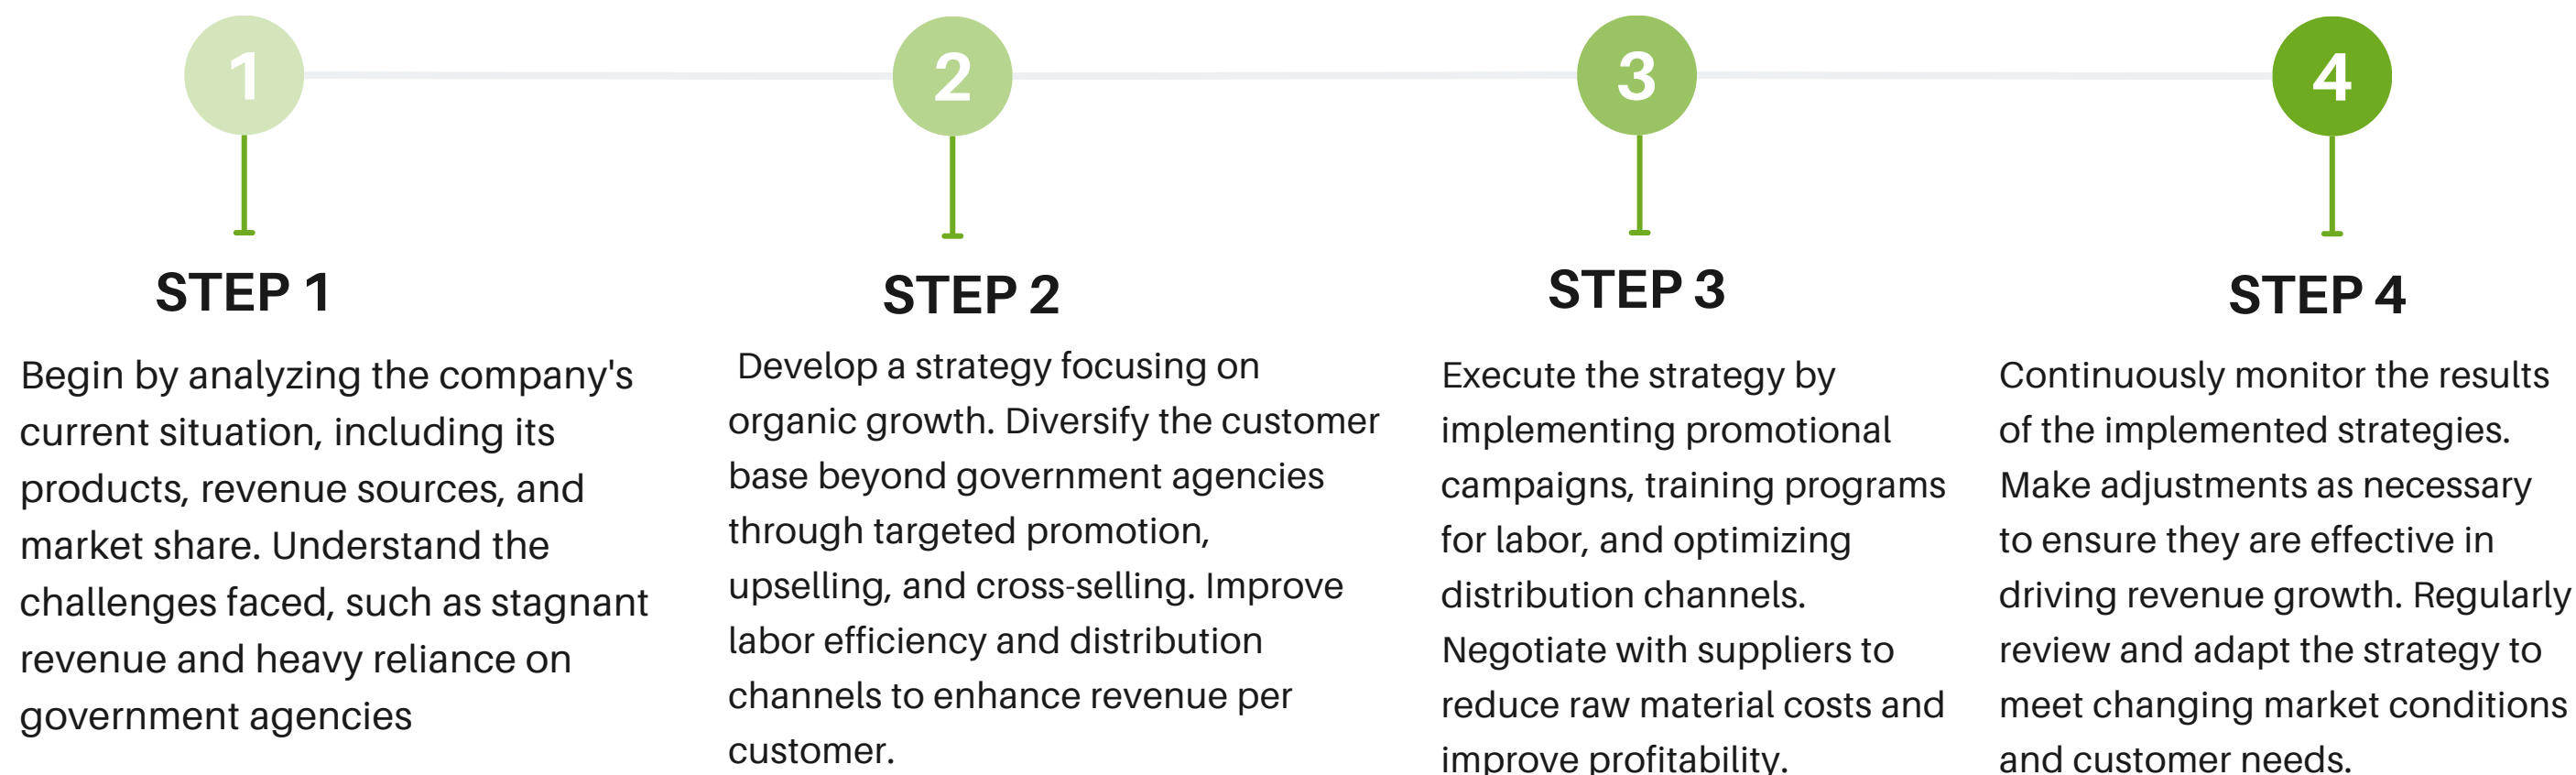 1
2
3
4
STEP 1
Begin by analyzing the company's
current situation, including its
products, revenue sources, and
market share. Understand the
challenges faced, such as stagnant
revenue and heavy reliance on
government agencies
STEP 2
Develop a strategy focusing on
organic growth. Diversify the customer
base beyond government agencies
through targeted promotion,
upselling, and cross-selling. Improve
labor efficiency and distribution
channels to enhance revenue per
customer.
STEP 3
Execute the strategy by
implementing promotional
campaigns, training programs
for labor, and optimizing
distribution channels.
Negotiate with suppliers to
reduce raw material costs and
improve profitability.
STEP 4
Continuously monitor the results
of the implemented strategies.
Make adjustments as necessary
to ensure they are effective in
driving revenue growth. Regularly
review and adapt the strategy to
meet changing market conditions
and customer needs.